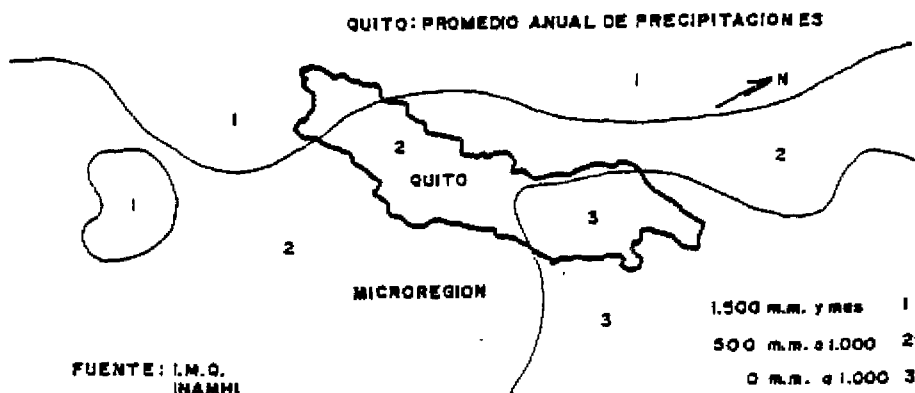 QUITO: PROMEDIO ANUAL DE PRECIPITACIONES
1
N
1
2
2
QUITO
1
3
2
MICROREGION
3
1.500 m.m. y mas 1
500 m.m. a 1.000 2
0 m.m. a 1.000 3
FUENTE: I.M.Q.
INAMHI